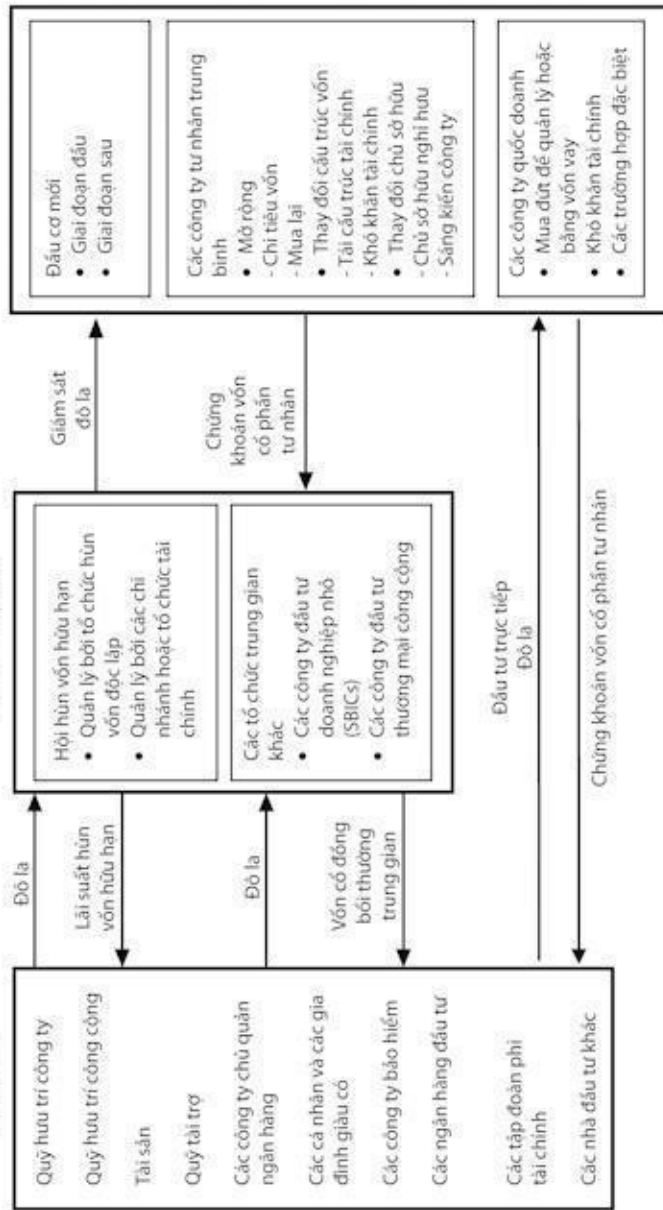 Quỹ hưu trí công ty
Quỹ hưu trí công cộng
Tài sản
Quỹ tài trợ
Các công ty chủ quản
ngân hàng
Các cá nhân và các gia
đình giàu có
Các công ty bảo hiểm
Các ngân hàng đầu tư
Các tập đoàn phi
tài chính
Các nhà đầu tư khác
Đô la
Lãi suất hùn
vốn hữu hạn
Đô la
Vốn cổ đông
bồi thường
trung gian
Hội hùn vốn hữu hạn
• Quản lý bởi tổ chức hùn
vốn độc lập
• Quản lý bởi các chi
nhánh hoặc tổ chức tài
chính
Các tổ chức trung gian
khác
• Các công ty đầu tư
doanh nghiệp nhỏ
(SBICs)
• Các công ty đầu tư
thương mại công cộng
Giám sát
đô la
Chứng
khoán vốn
cổ phần
tư nhân
Đầu tư trực tiếp
Đô la
Chứng khoán vốn cổ phần tư nhân
Đầu cơ mới
• Giai đoạn đầu
• Giai đoạn sau
Các công ty tư nhân trung
bình
• Mở rộng
- Chi tiêu vốn
- Mua lại
• Thay đổi cấu trúc vốn
- Tái cấu trúc tài chính
- Khó khăn tài chính
• Thay đổi chủ sở hữu
- Chủ sở hữu nghỉ hưu
- Sáng kiến công ty
Các công ty quốc doanh
• Mua đứt để quản lý hoặc
bằng vốn vay
• Khó khăn tài chính
• Các trường hợp đặc biệt